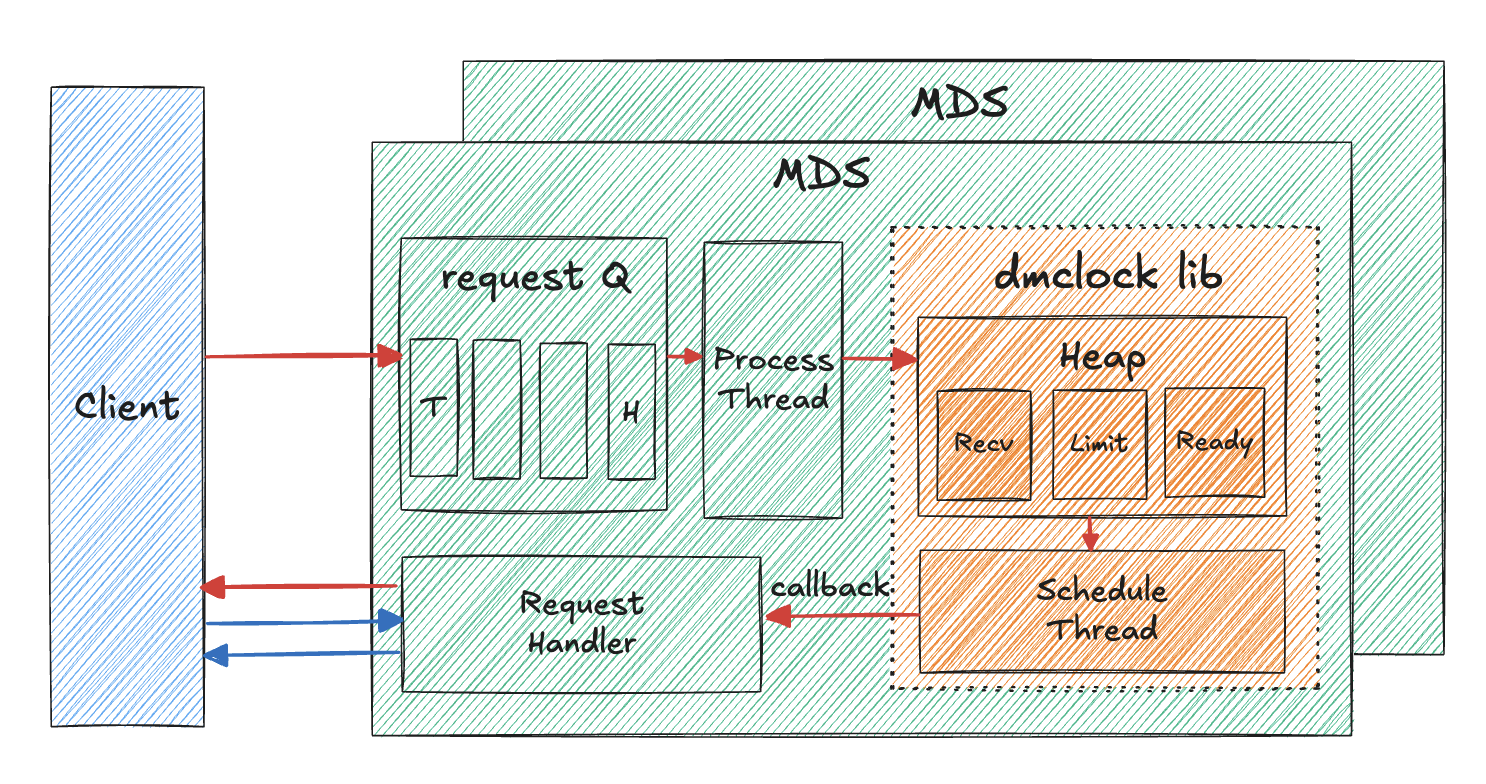 MDS
MDS
request Q
dmclock lib
T
H
Process
Thread
Heap
Recv
Limit
Ready
Client
callback
Request
Handler
Schedule
Thread